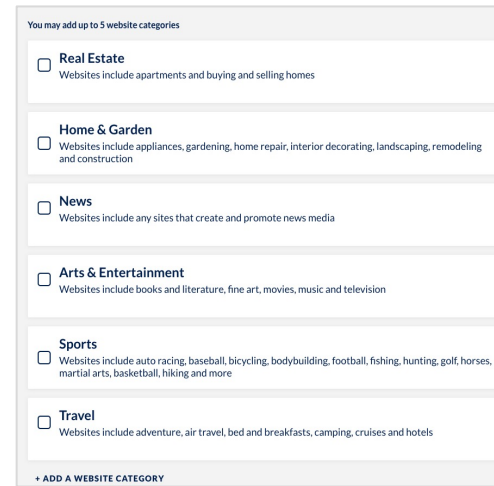 You may add up to 5 website categories
Real Estate
Websites include apartments and buying and selling homes
Home & Garden
Websites include appliances, gardening, home repair, interior decorating, landscaping, remodeling
and construction
News
Websites include any sites that create and promote news media
Arts & Entertainment
Websites include books and literature, fine art, movies, music and television
Sports
Websites include auto racing, baseball, bicycling, bodybuilding, football, fishing, hunting, golf, horses,
martial arts, basketball, hiking and more
Travel
Websites include adventure, air travel, bed and breakfasts, camping, cruises and hotels
+ ADD A WEBSITE CATEGORY